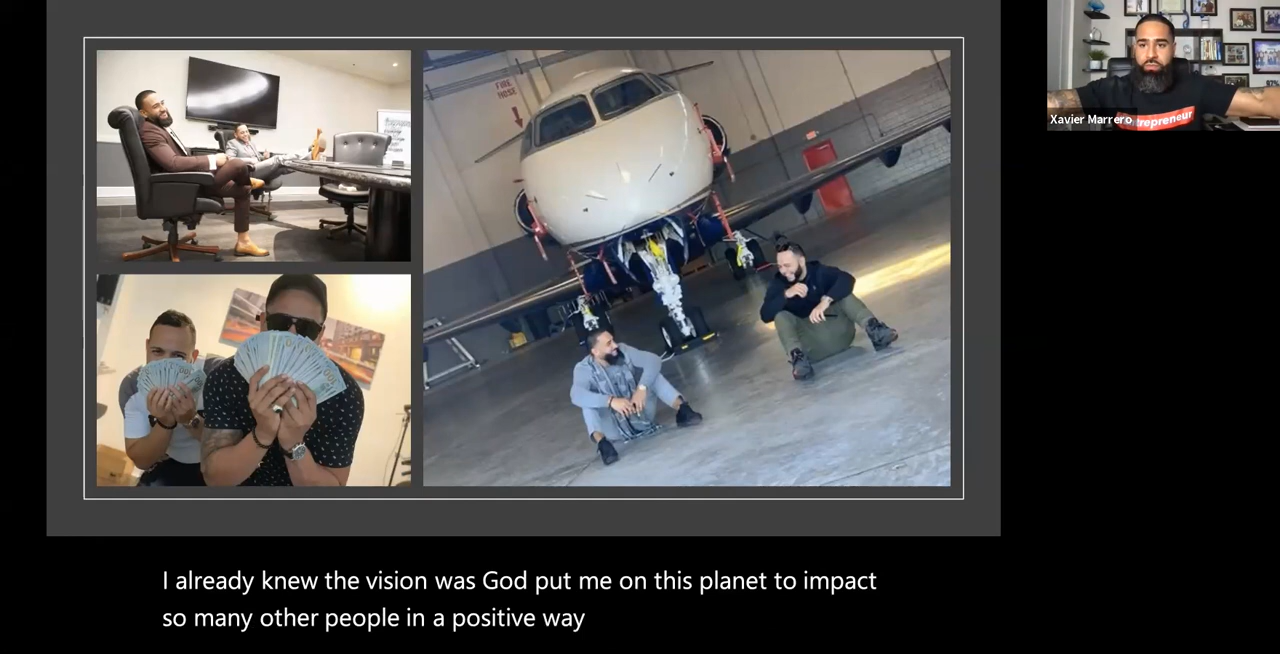 FIRE
HOSE
Xavier Marrero
trepreneur
I already knew the vision was God put me on this planet to impact
so many other people in a positive way